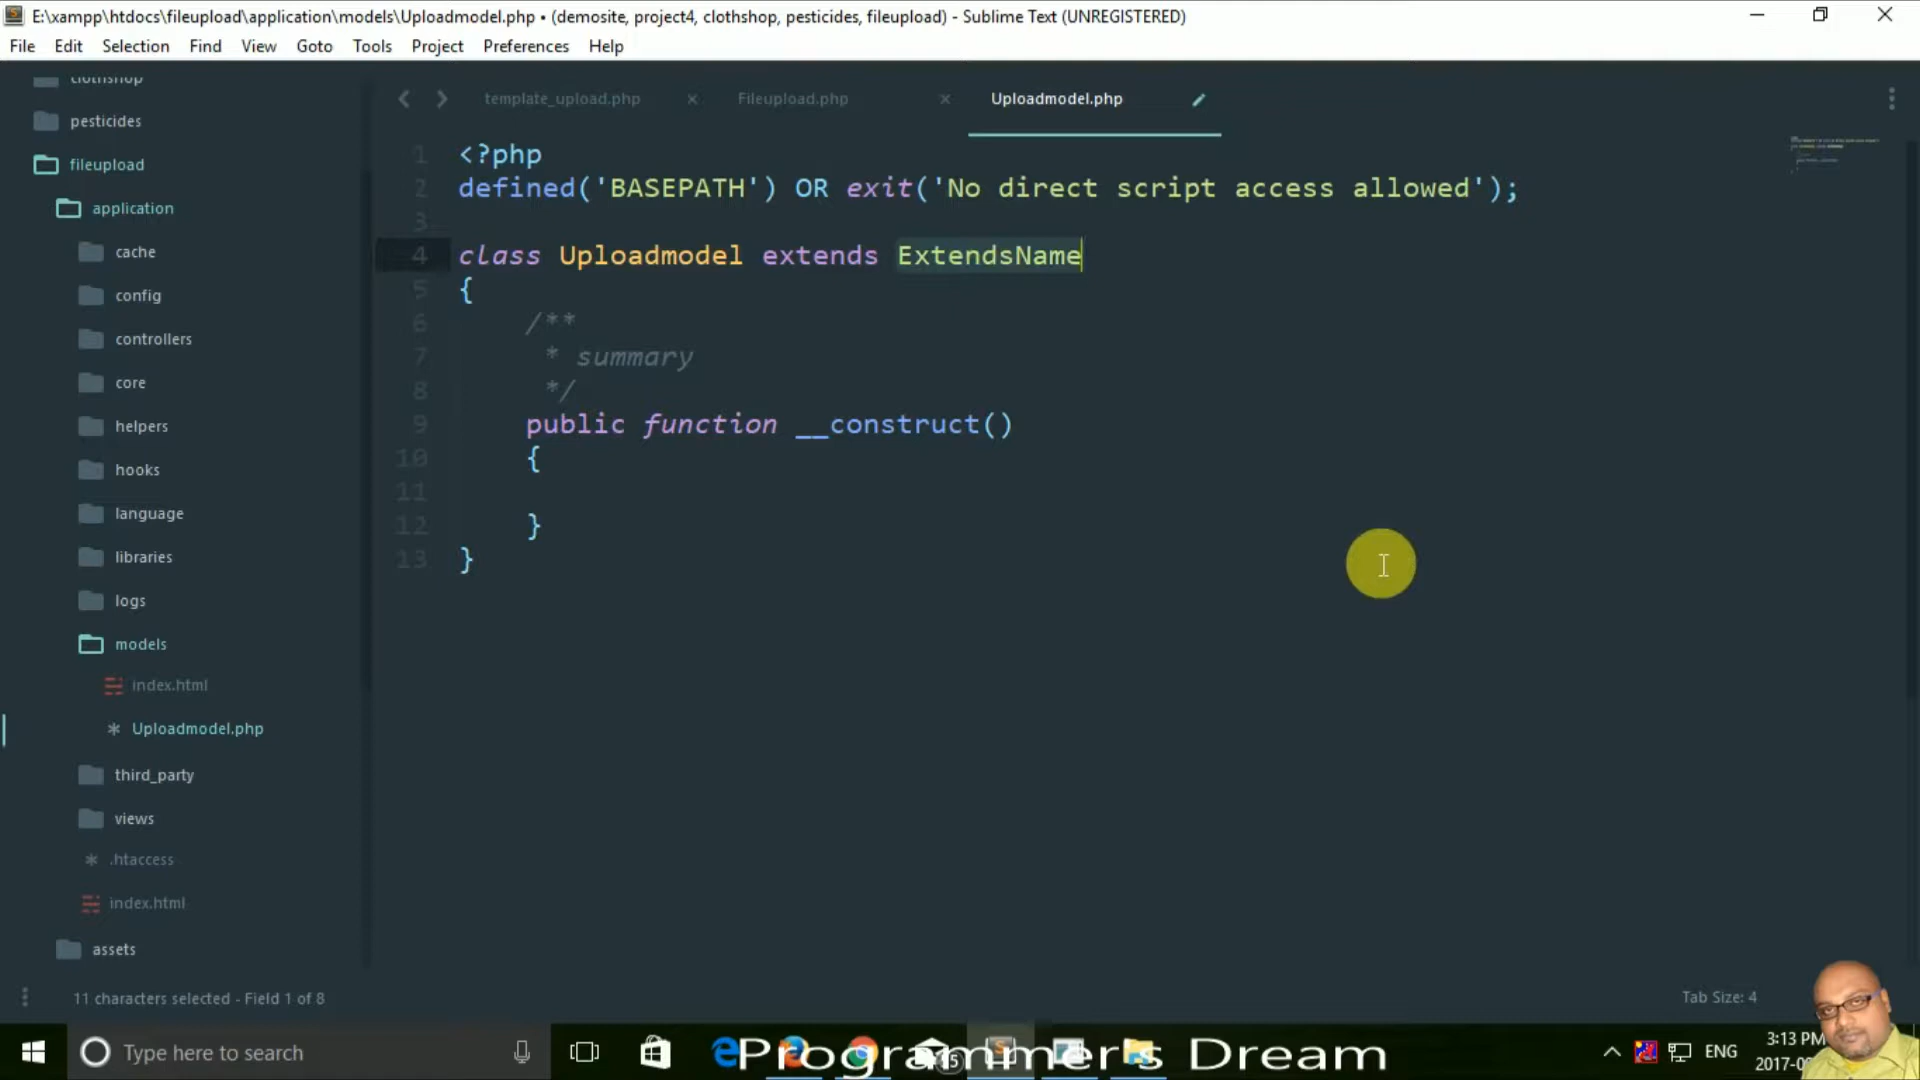 E:\xampp\htdocs\fileupload\application\models\Uploadmodel.php • (demosite, project4, clothshop, pesticides, fileupload) - Sublime Text (UNREGISTERED)
File Edit Selection Find View Goto Tools Project Preferences Help
clothshop
pesticides
fileupload
application
cache
config
controllers
core
helpers
hooks
language
libraries
logs
models
index.html
Uploadmodel.php
third_party
views
.htaccess
index.html
assets
template_upload.php Fileupload.php Uploadmodel.php
1 <?php
2 defined('BASEPATH') OR exit('No direct script access allowed');
3
4 class Uploadmodel extends ExtendsName
5 {
6 /**
7 * summary
8 */
9 public function __construct()
10 {
11
12 }
13 }
11 characters selected - Field 1 of 8
Tab Size: 4
Type here to search
Programmer's Dream
ENG
3:13 PM